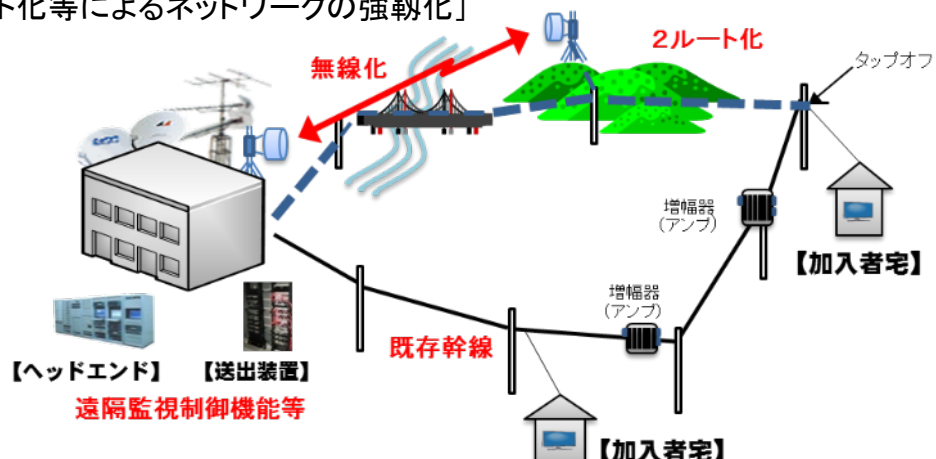 ト化等によるネットワークの強靱化」
2ルート化
無線化
タップオフ
増幅器
(アンプ)
【加入者宅】
増幅器
(アンプ)
既存幹線
【ヘッドエンド】
【送出装置】
遠隔監視制御機能等
【加入者宅】